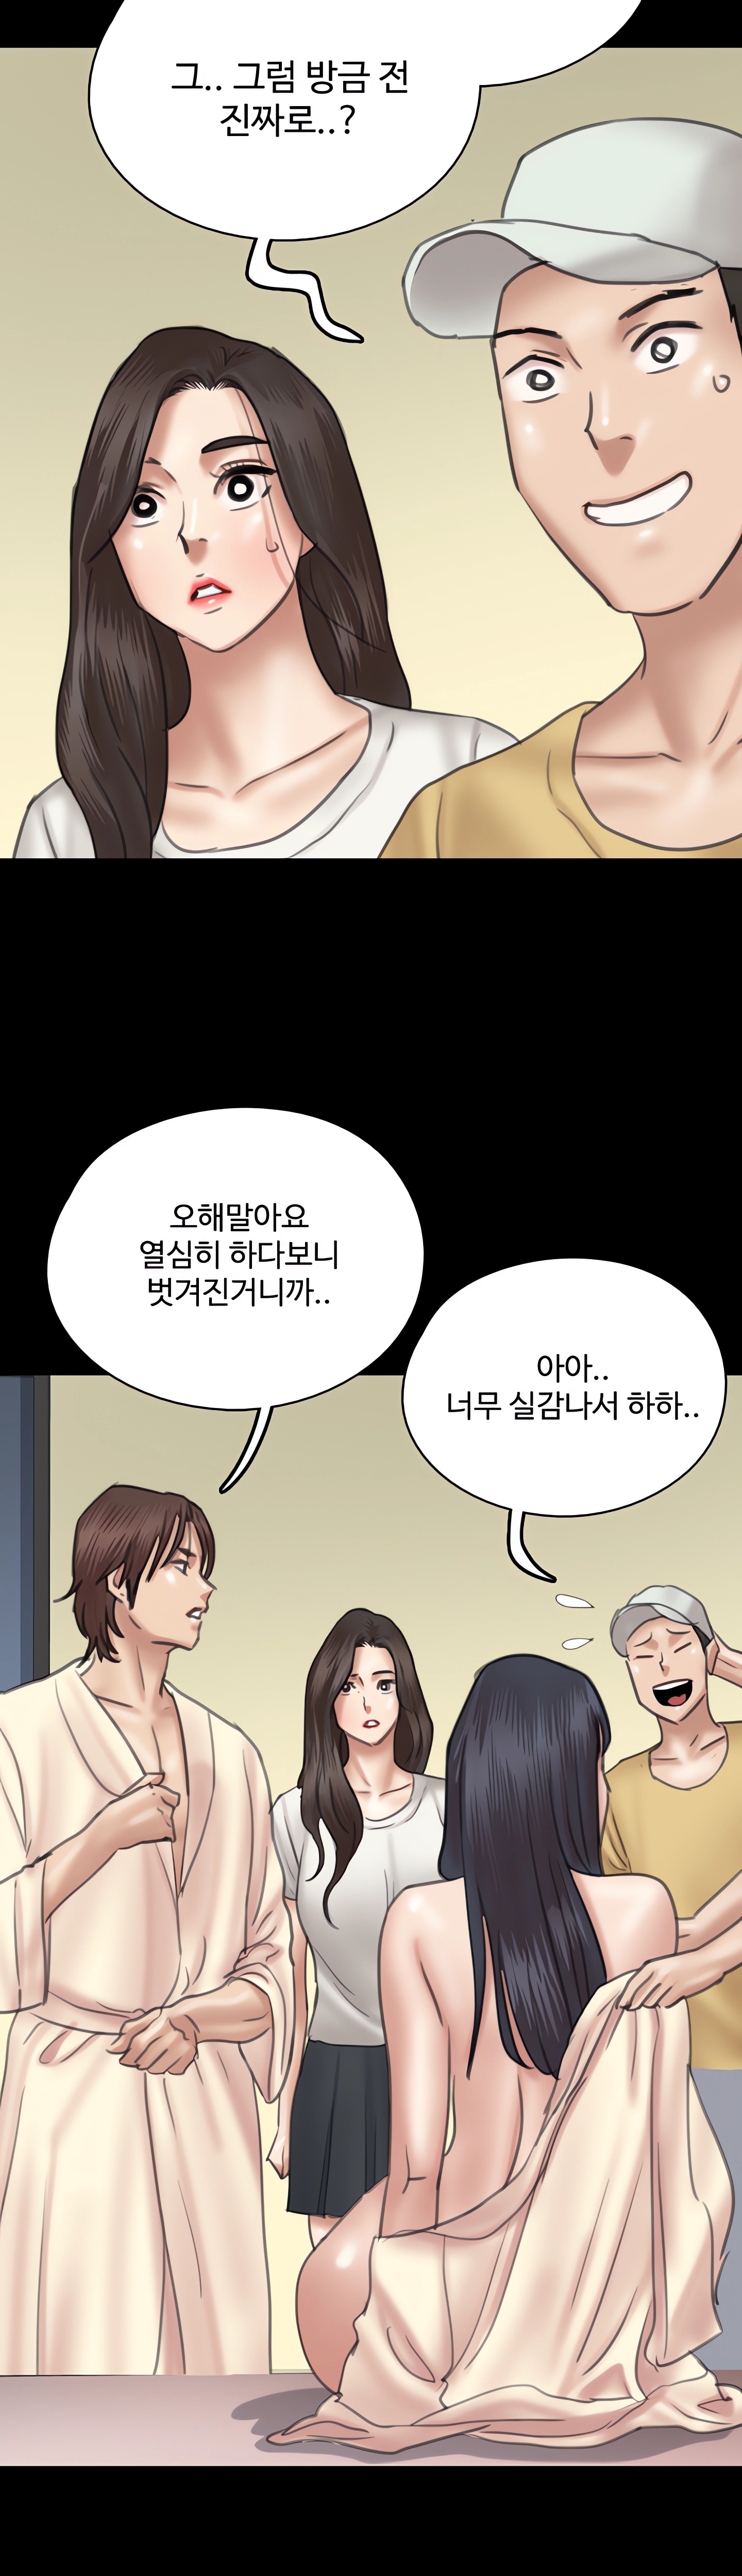 그.. 그럼 방금 전
진짜로..?
오해말아요
열심히 하다보니
벗겨진거니까..
아아..
너무 실감나서 하하..